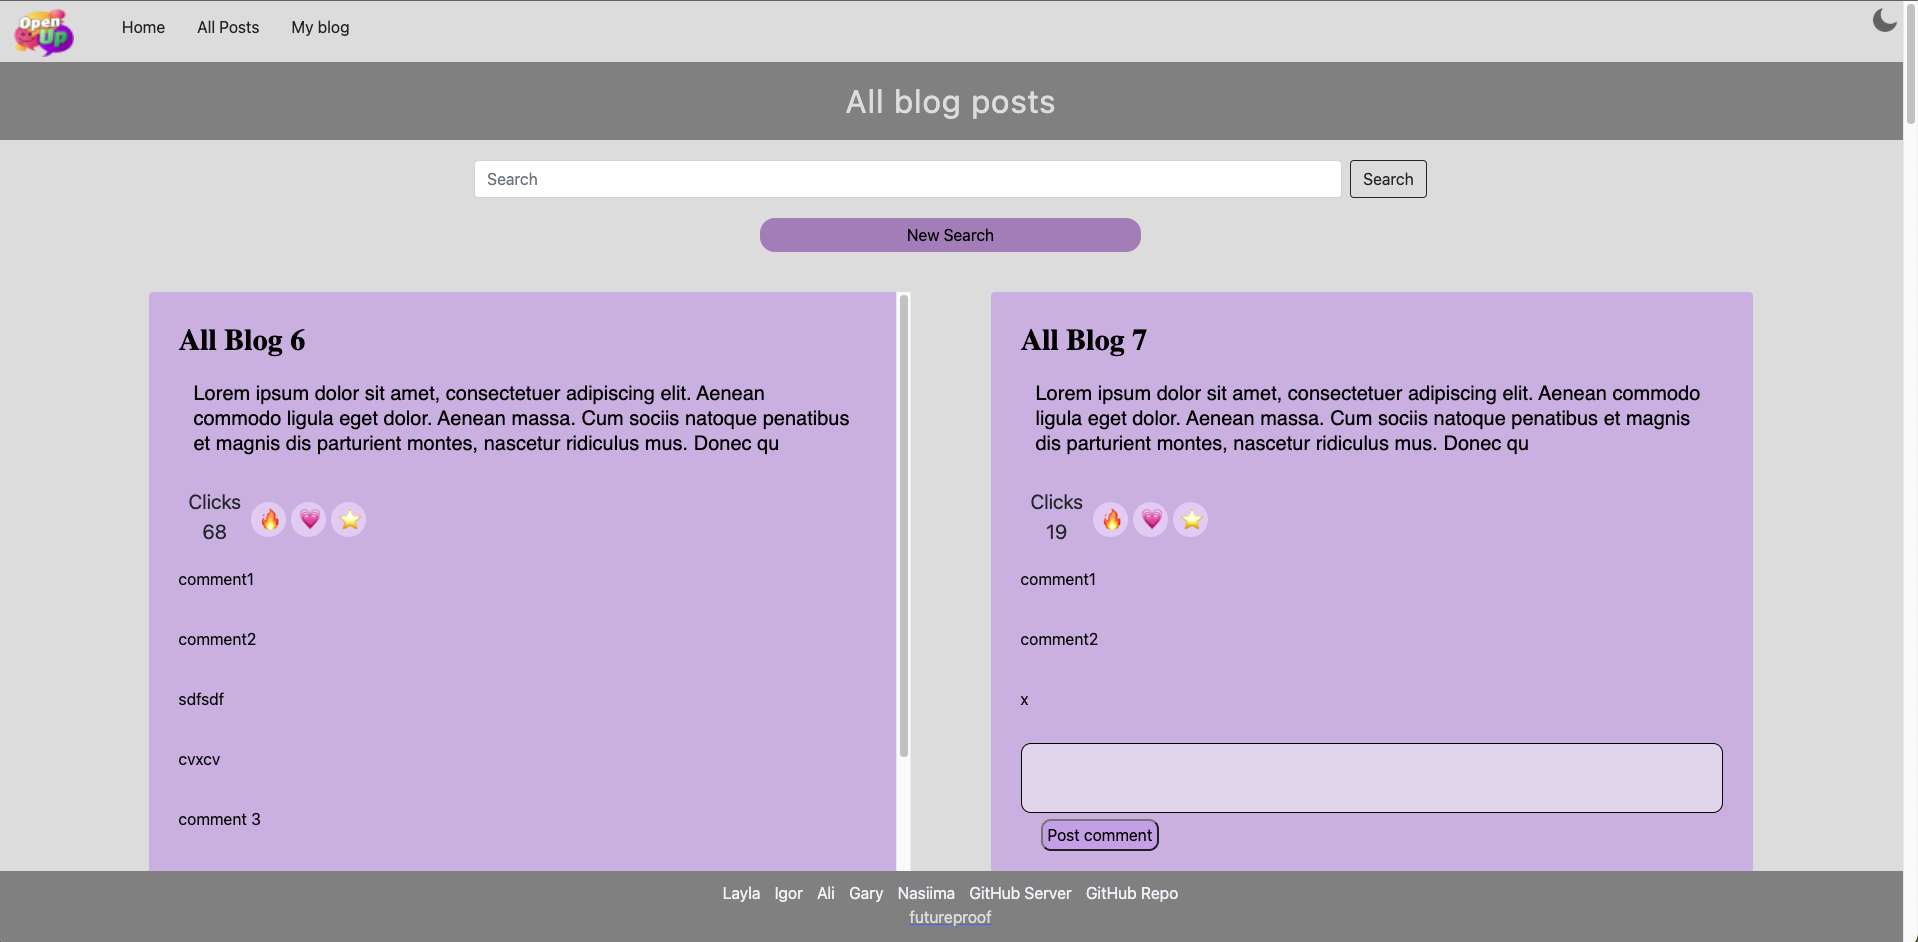 Open
Up
Home All Posts My blog
All blog posts
Search Search
New Search
All Blog 6
Lorem ipsum dolor sit amet, consectetuer adipiscing elit. Aenean
commodo ligula eget dolor. Aenean massa. Cum sociis natoque penatibus
et magnis dis parturient montes, nascetur ridiculus mus. Donec qu
Clicks
68
comment1
comment2
sdfsdf
cvxcv
comment 3
All Blog 7
Lorem ipsum dolor sit amet, consectetuer adipiscing elit. Aenean commodo
ligula eget dolor. Aenean massa. Cum sociis natoque penatibus et magnis
dis parturient montes, nascetur ridiculus mus. Donec qu
Clicks
19
comment1
comment2
x
Post comment
Layla Igor Ali Gary Nasiima GitHub Server GitHub Repo
futureproof